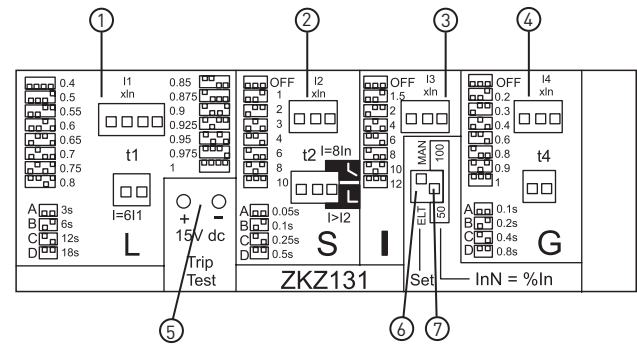 1
2
3
4
0.4
0.5
0.55
0.6
0.65
0.7
0.75
0.8
I1
xIn
0.85
0.875
0.9
0.925
0.95
0.975
1
t1
I=6I1
A 3s
B 6s
C 12s
D 18s
L
+ -
15V dc
Trip
Test
OFF
1
2
3
4
6
8
10
I2
xIn
t2
I=8In
I>I2
A 0.05s
B 0.1s
C 0.25s
D 0.5s
S
OFF
1.5
2
4
6
8
10
12
I3
xIn
I
MAN
100
ELT
50
Set
OFF
0.2
0.3
0.4
0.6
0.8
0.9
1
I4
xIn
t4
A 0.1s
B 0.2s
C 0.4s
D 0.8s
G
ZKZ131
InN = %In
5
6
7